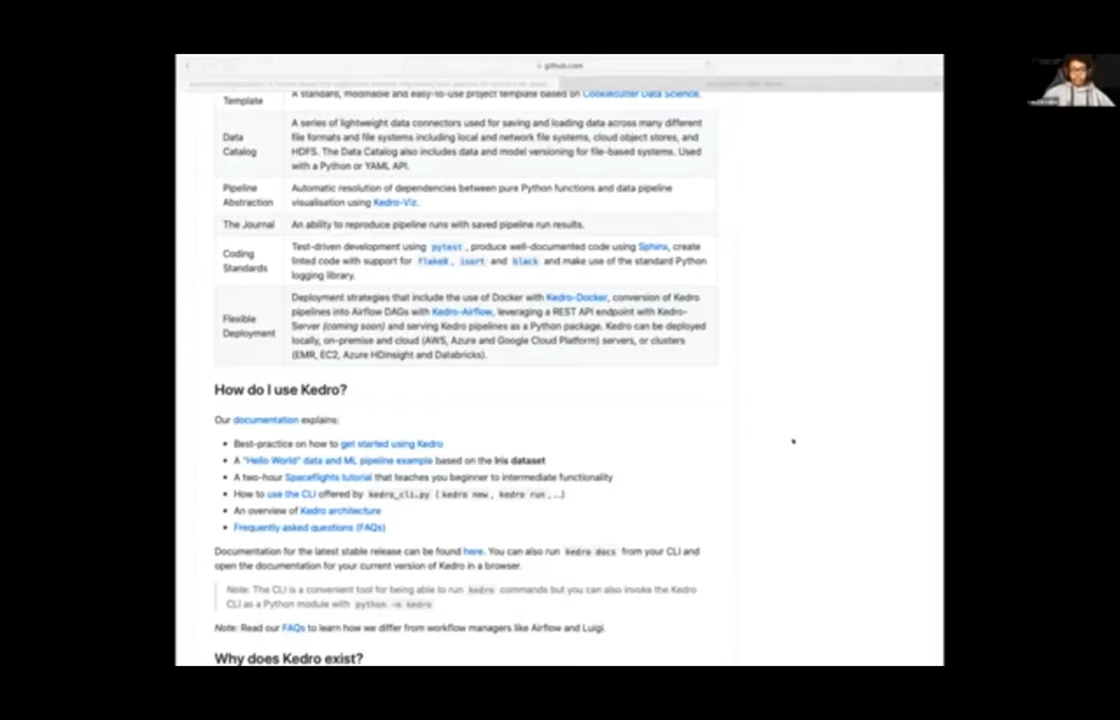 github.com
Template
A standard, modifiable and easy-to-use project template based on Cookiecutter Data Science.
Data
Catalog
A series of lightweight data connectors used for saving and loading data across many different
file formats and file systems including local and network file systems, cloud object stores, and
HDFS. The Data Catalog also includes data and model versioning for file-based systems. Used
with a Python or YAML API.
Pipeline
Abstraction
Automatic resolution of dependencies between pure Python functions and data pipeline
visualisation using Kedro-Viz.
The Journal
An ability to reproduce pipeline runs with saved pipeline run results.
Coding
Standards
Test-driven development using pytest, produce well-documented code using Sphinx, create
linted code with support for flake8, isort and black and make use of the standard Python
logging library.
Flexible
Deployment
Deployment strategies that include the use of Docker with Kedro-Docker, conversion of Kedro
pipelines into Airflow DAGs with Kedro-Airflow, leveraging a REST API endpoint with Kedro-
Server (coming soon) and serving Kedro pipelines as a Python package. Kedro can be deployed
locally, on-premise and cloud (AWS, Azure and Google Cloud Platform) servers, or clusters
(EMR, EC2, Azure HDinsight and Databricks).
How do I use Kedro?
Our documentation explains:
• Best-practice on how to get started using Kedro
• A "Hello World" data and ML pipeline example based on the Iris dataset
• A two-hour Spaceflights tutorial that teaches you beginner to intermediate functionality
• How to use the CLI offered by kedro_cli.py (kedro new, kedro run, ...)
• An overview of Kedro architecture
• Frequently asked questions (FAQs)
Documentation for the latest stable release can be found here. You can also run kedro docs from your CLI and
open the documentation for your current version of Kedro in a browser.
Note: The CLI is a convenient tool for being able to run kedro commands but you can also invoke the Kedro
CLI as a Python module with python -m kedro
Note: Read our FAQs to learn how we differ from workflow managers like Airflow and Luigi.
Why does Kedro exist?